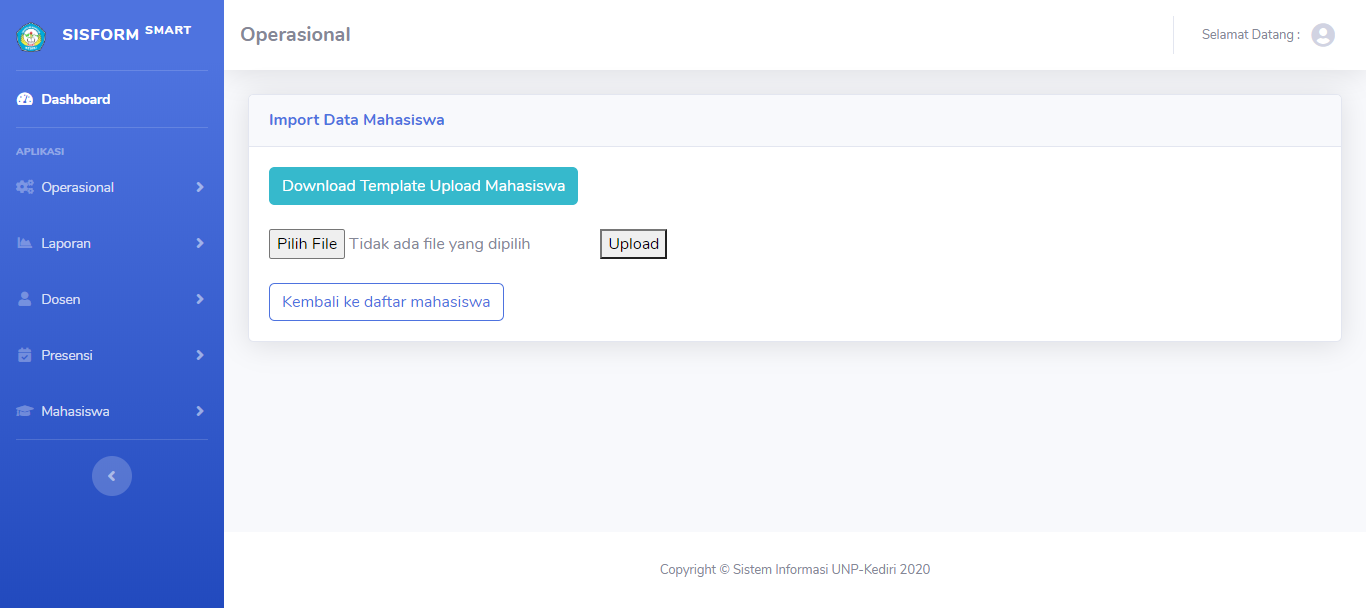 SISFORM SMART
Operasional
Selamat Datang :
Dashboard
APLIKASI
Operasional
Laporan
Dosen
Presensi
Mahasiswa
Import Data Mahasiswa
Download Template Upload Mahasiswa
Pilih File Tidak ada file yang dipilih Upload
Kembali ke daftar mahasiswa
Copyright © Sistem Informasi UNP-Kediri 2020